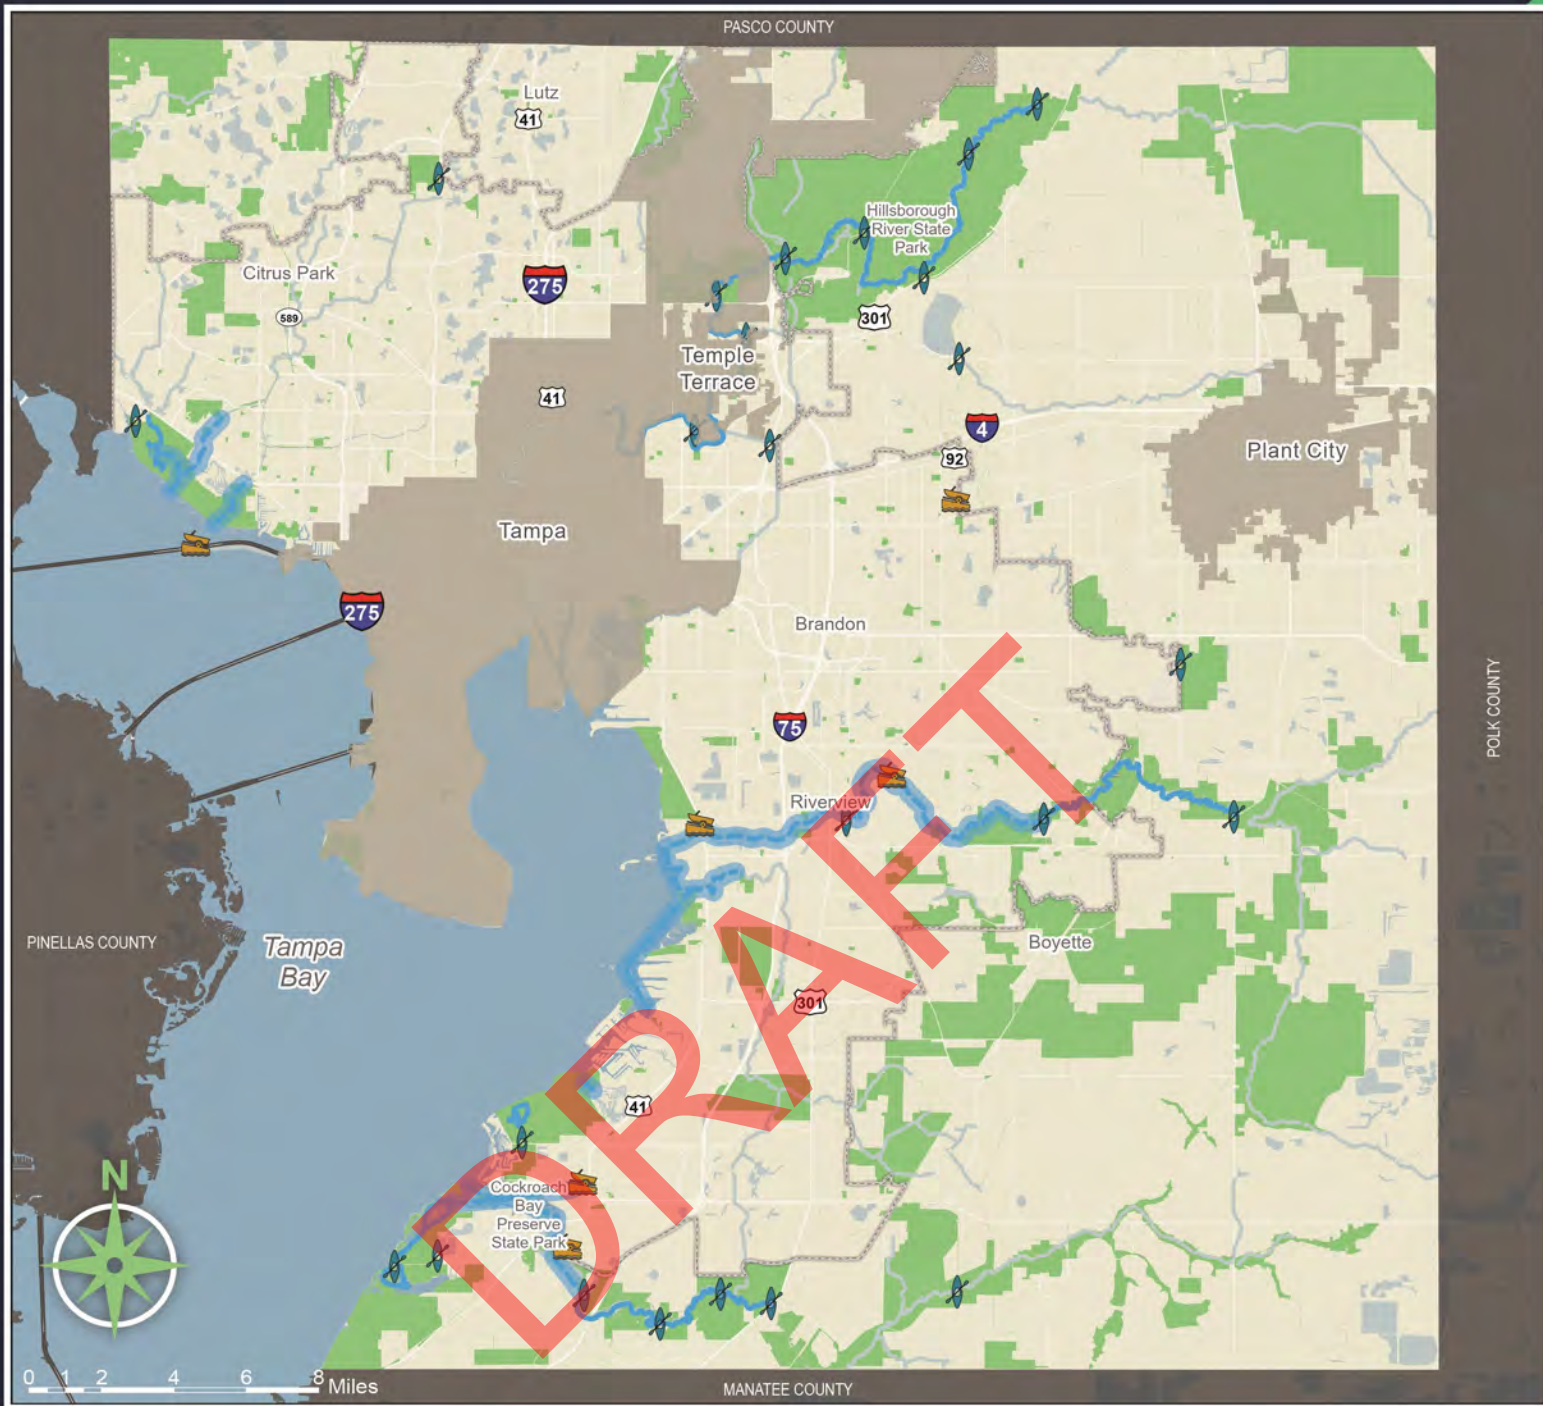 PASCO COUNTY
Lutz
41
Hillsborough
River State
Park
Citrus Park
275
589
301
Temple
Terrace
41
4
92
Plant City
Tampa
275
Brandon
POLK COUNTY
75
Riverview
PINELLAS COUNTY
Tampa
Bay
Boyette
301
41
DRAFT
N
Cockroach
Bay
Preserve
State Park
0 1 2 4 6 8 Miles
MANATEE COUNTY